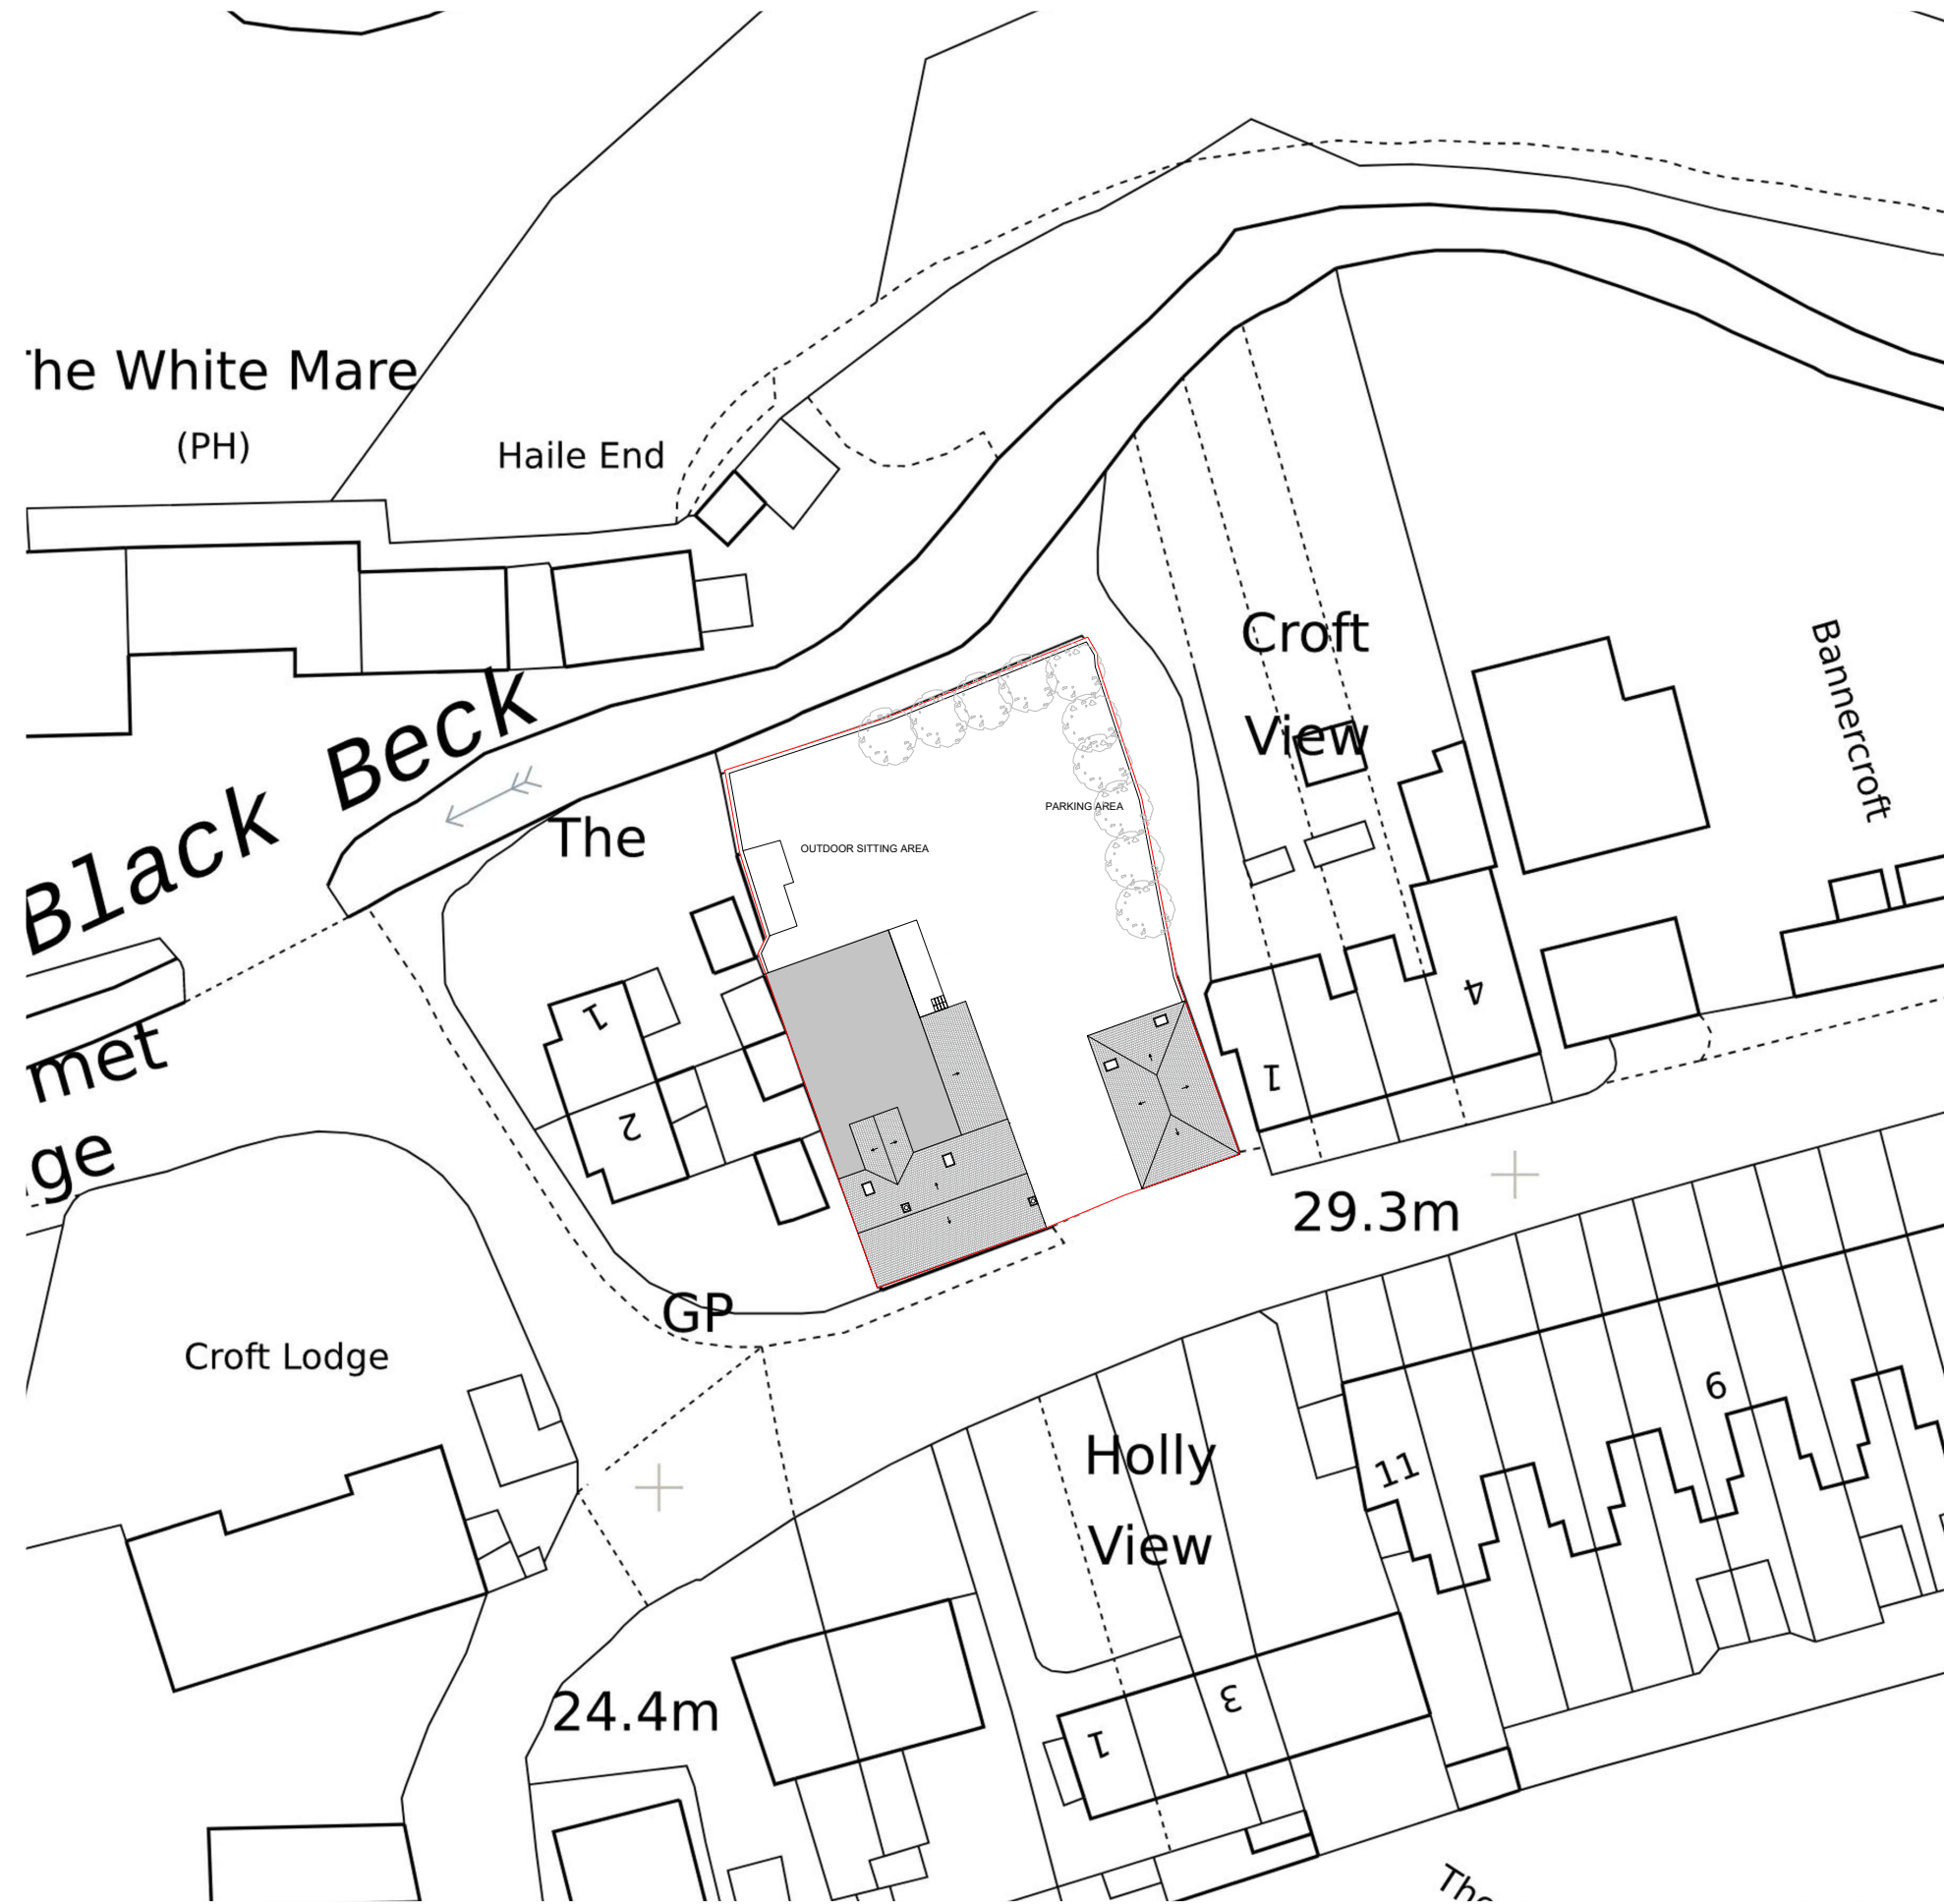 he White Mare
(PH)
Haile End
Croft
View
Bannercroft
Black Beck
The
PARKING AREA
OUTDOOR SITTING AREA
met
ge
1
2
1
4
29.3m
GP
Croft Lodge
Holly
View
11
6
24.4m
1
3
The